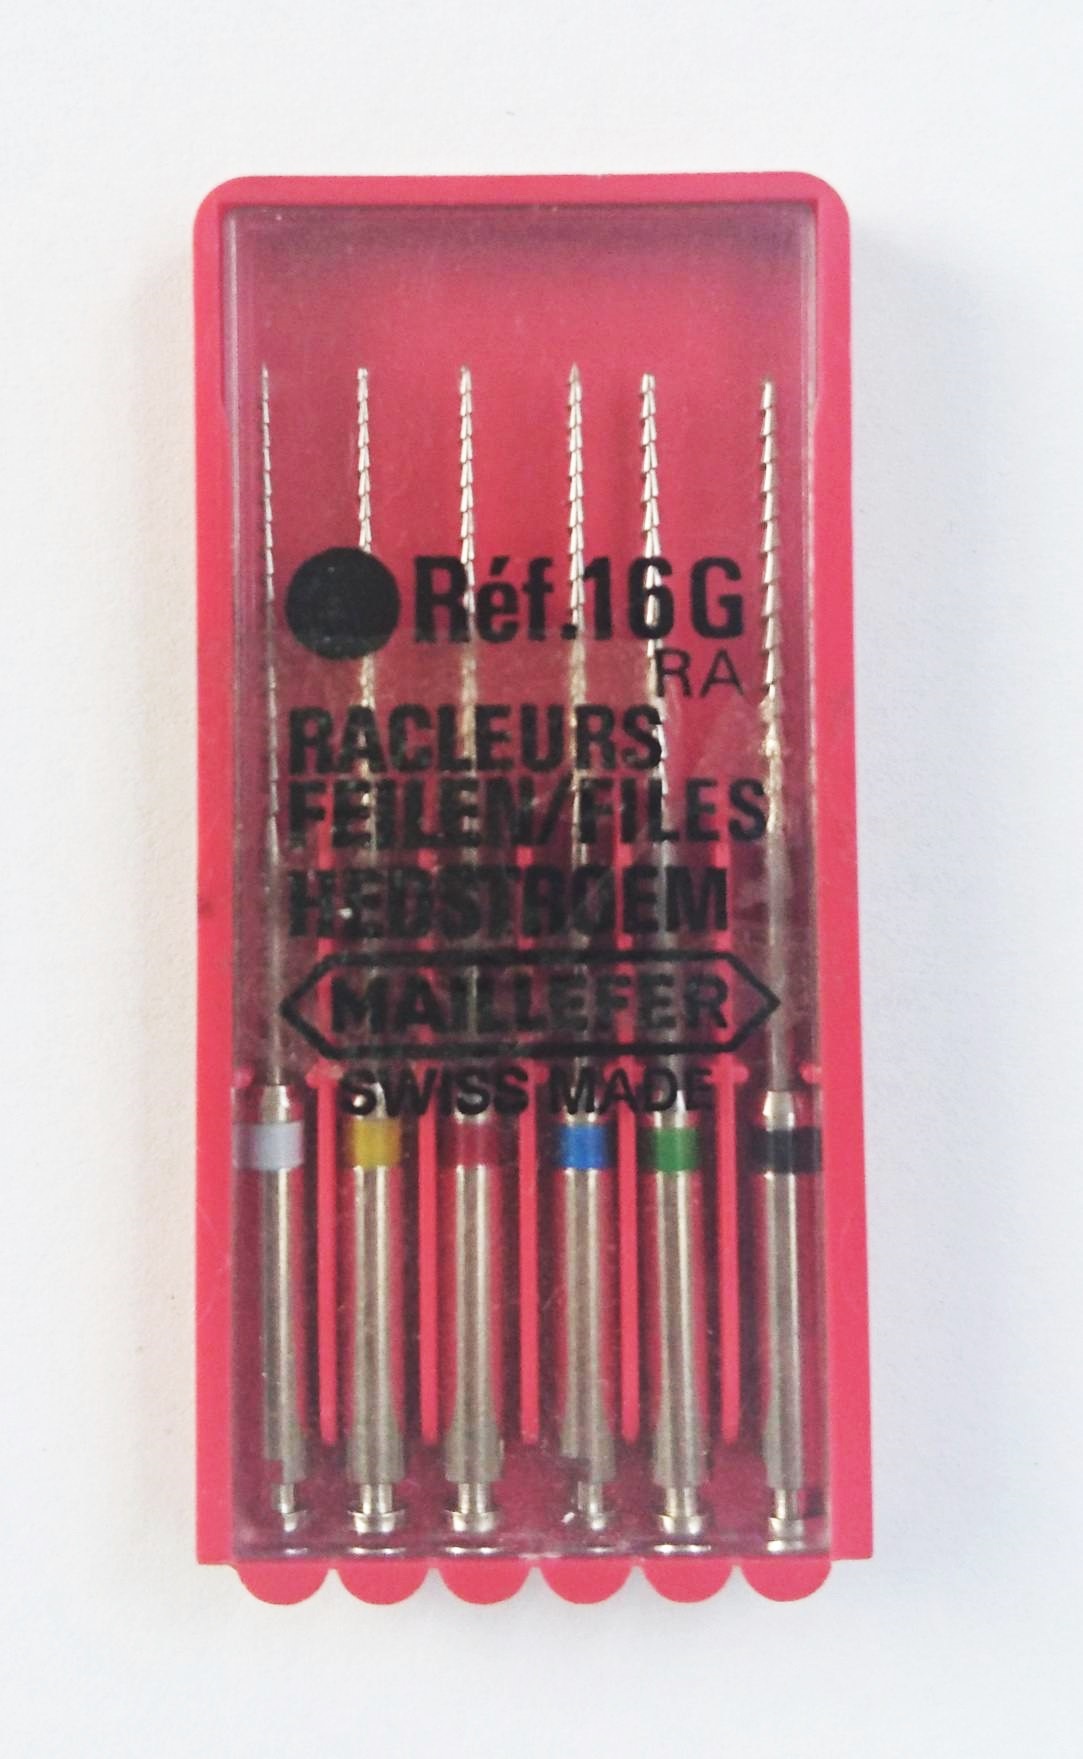 Réf.16G
RA
RACLEURS
FEILEN/FILES
HEDSTROEM
MAILLEFER
SWISS MADE